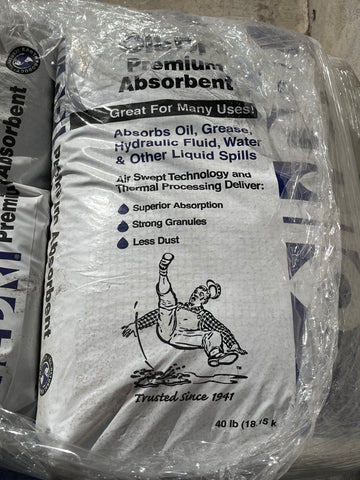 Premium
Absorbent
Great For Many Uses!
Absorbs Oil, Grease,
Hydraulic Fluid, Water
& Other Liquid Spills
Air Swept Technology and
Thermal Processing Deliver:
Superior Absorption
Strong Granules
Less Dust
TM
Trusted Since 1941
40 lb
Premium Absorbent
Premium Absorbent